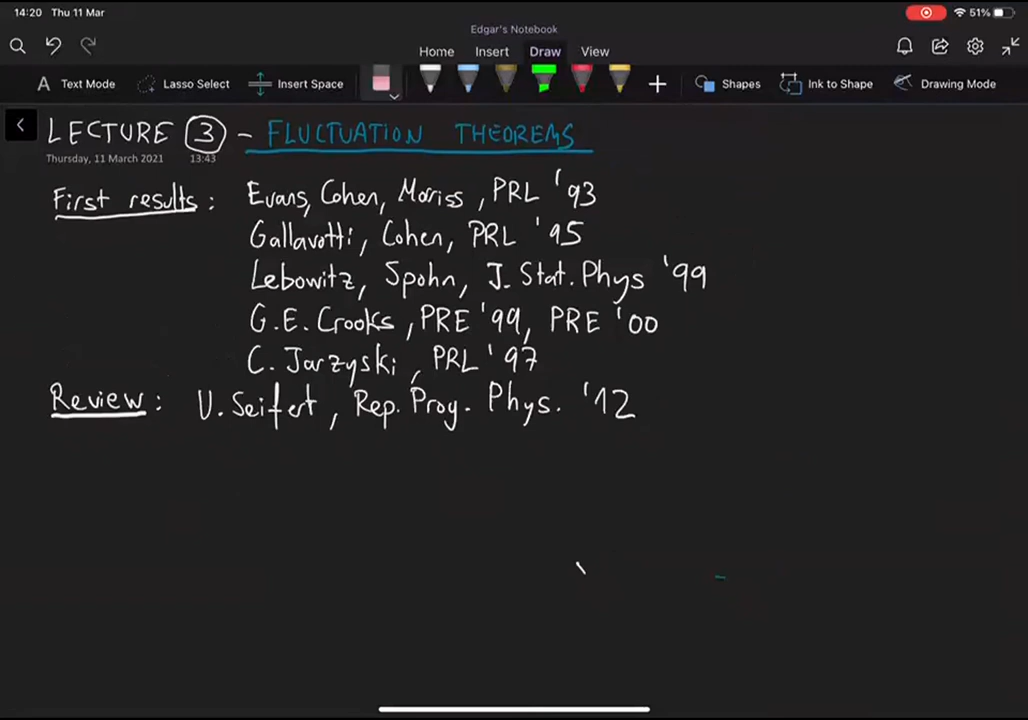 14:20 Thu 11 Mar 51%
Edgar's Notebook
Home Insert Draw View
Text Mode Lasso Select Insert Space Shapes Ink to Shape Drawing Mode
LECTURE 3 - FLUCTUATION THEOREMS
Thursday, 11 March 2021 13:43
First results: Evans, Cohen, Moriss, PRL '93
Gallavotti, Cohen, PRL '95
Lebowitz, Spohn, J. Stat. Phys '99
G.E. Crooks, PRE '99, PRE '00
C. Jarzyski, PRL '97
Review: U. Seifert, Rep. Prog. Phys. '12